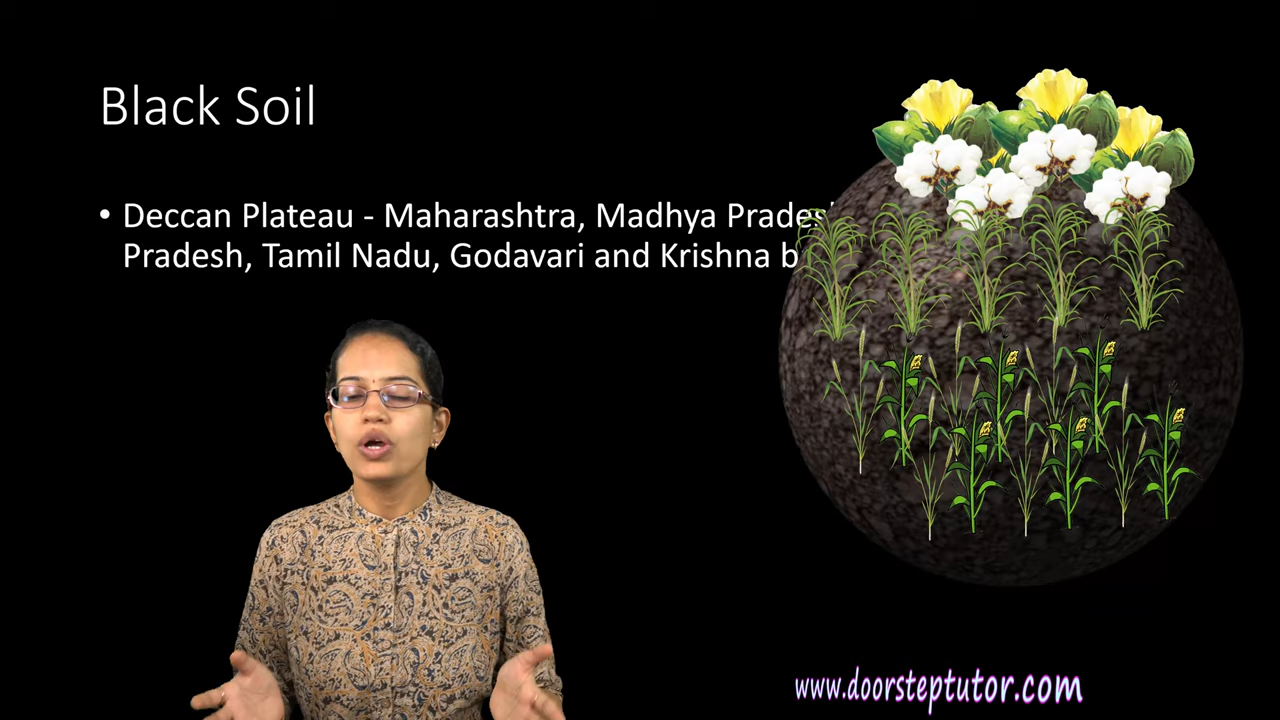 Black Soil
• Deccan Plateau - Maharashtra, Madhya
Pradesh, Tamil Nadu, Godavari and Krishna
www.doorsteptutor.com